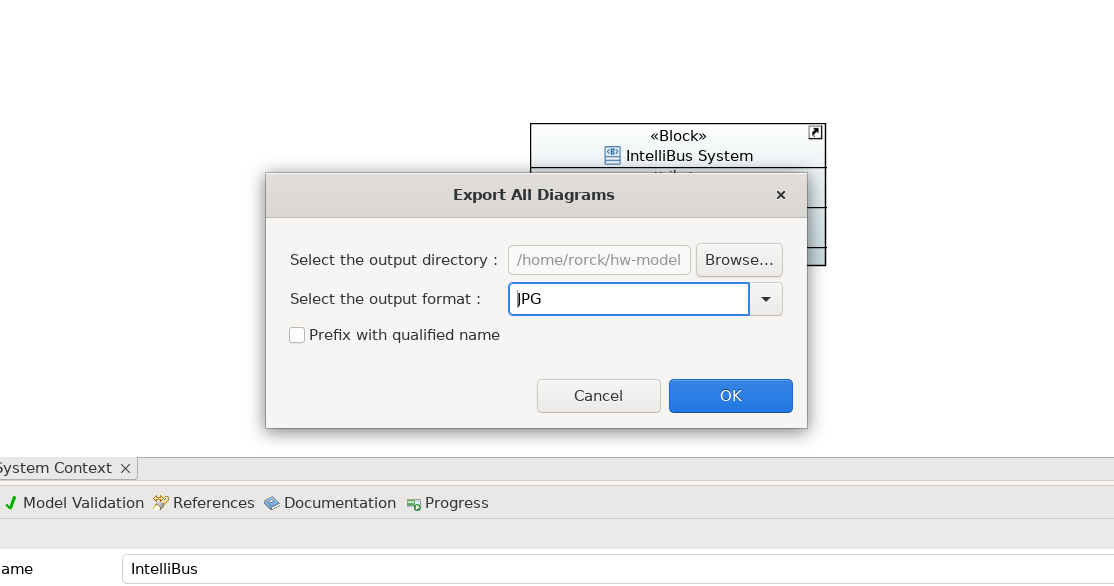 «Block»
IntelliBus System
Export All Diagrams
Select the output directory :
/home/rorck/hw-model
Browse...
Select the output format :
JPG
Prefix with qualified name
Cancel
OK
System Context
Model Validation
References
Documentation
Progress
ame
IntelliBus